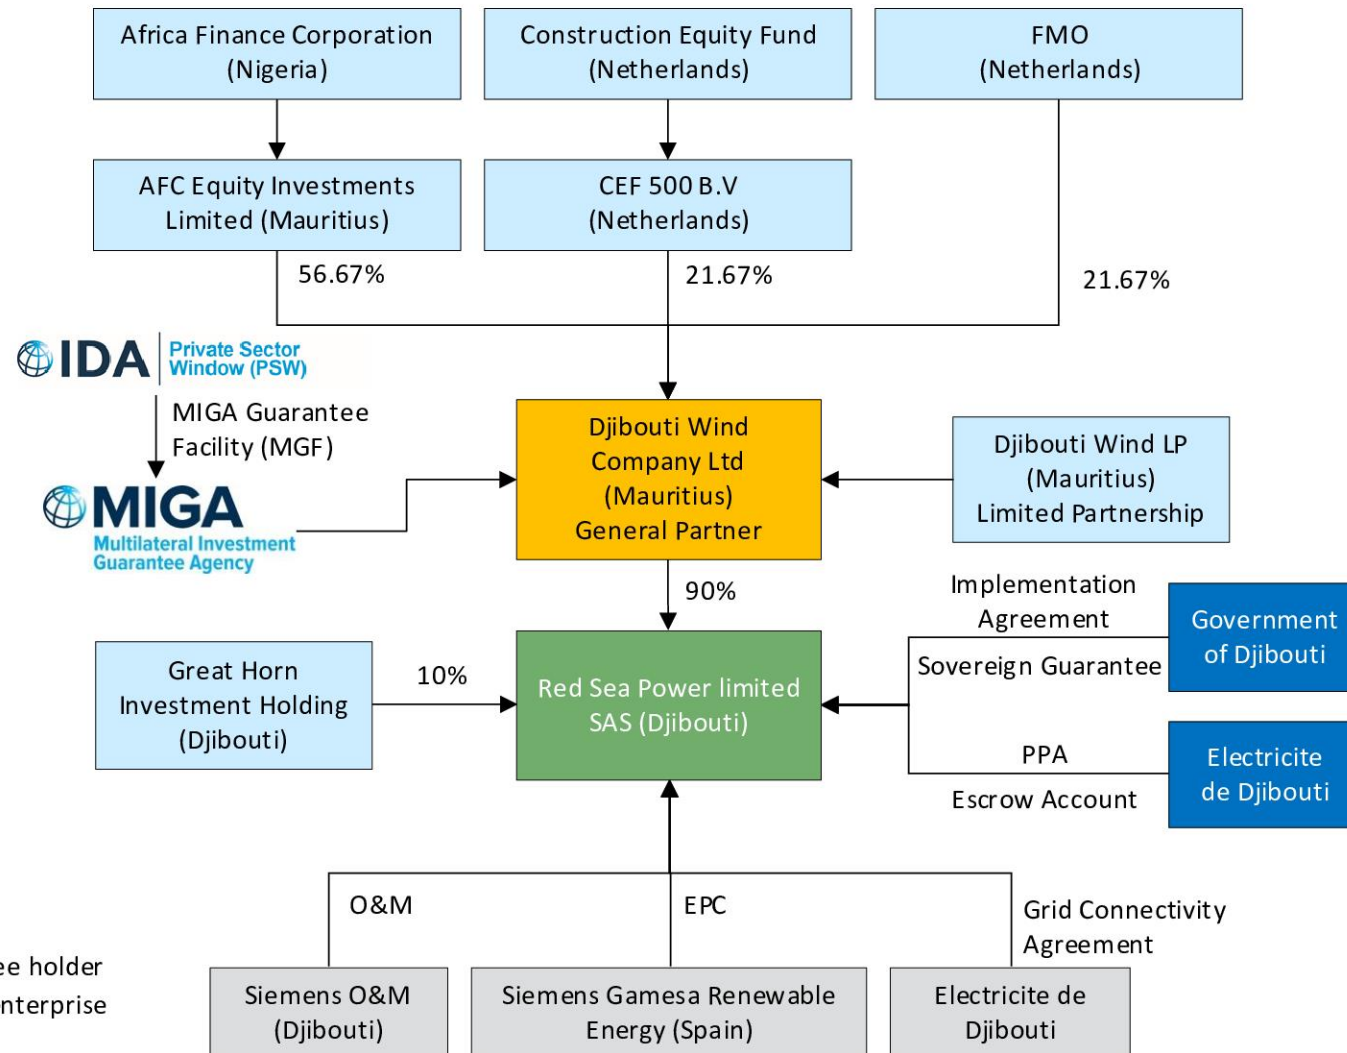 Africa Finance Corporation
(Nigeria)
Construction Equity Fund
(Netherlands)
FMO
(Netherlands)
AFC Equity Investments
Limited (Mauritius)
CEF 500 B.V
(Netherlands)
56.67%
21.67%
21.67%
IDA
Private Sector
Window (PSW)
MIGA Guarantee
Facility (MGF)
MIGA
Multilateral Investment
Guarantee Agency
Djibouti Wind
Company Ltd
(Mauritius)
General Partner
Djibouti Wind LP
(Mauritius)
Limited Partnership
90%
Implementation
Agreement
Sovereign Guarantee
Government
of Djibouti
Great Horn
Investment Holding
(Djibouti)
10%
Red Sea Power limited
SAS (Djibouti)
PPA
Escrow Account
Electricite
de Djibouti
O&M
EPC
Grid Connectivity
Agreement
ee holder
enterprise
Siemens O&M
(Djibouti)
Siemens Gamesa Renewable
Energy (Spain)
Electricite de
Djibouti